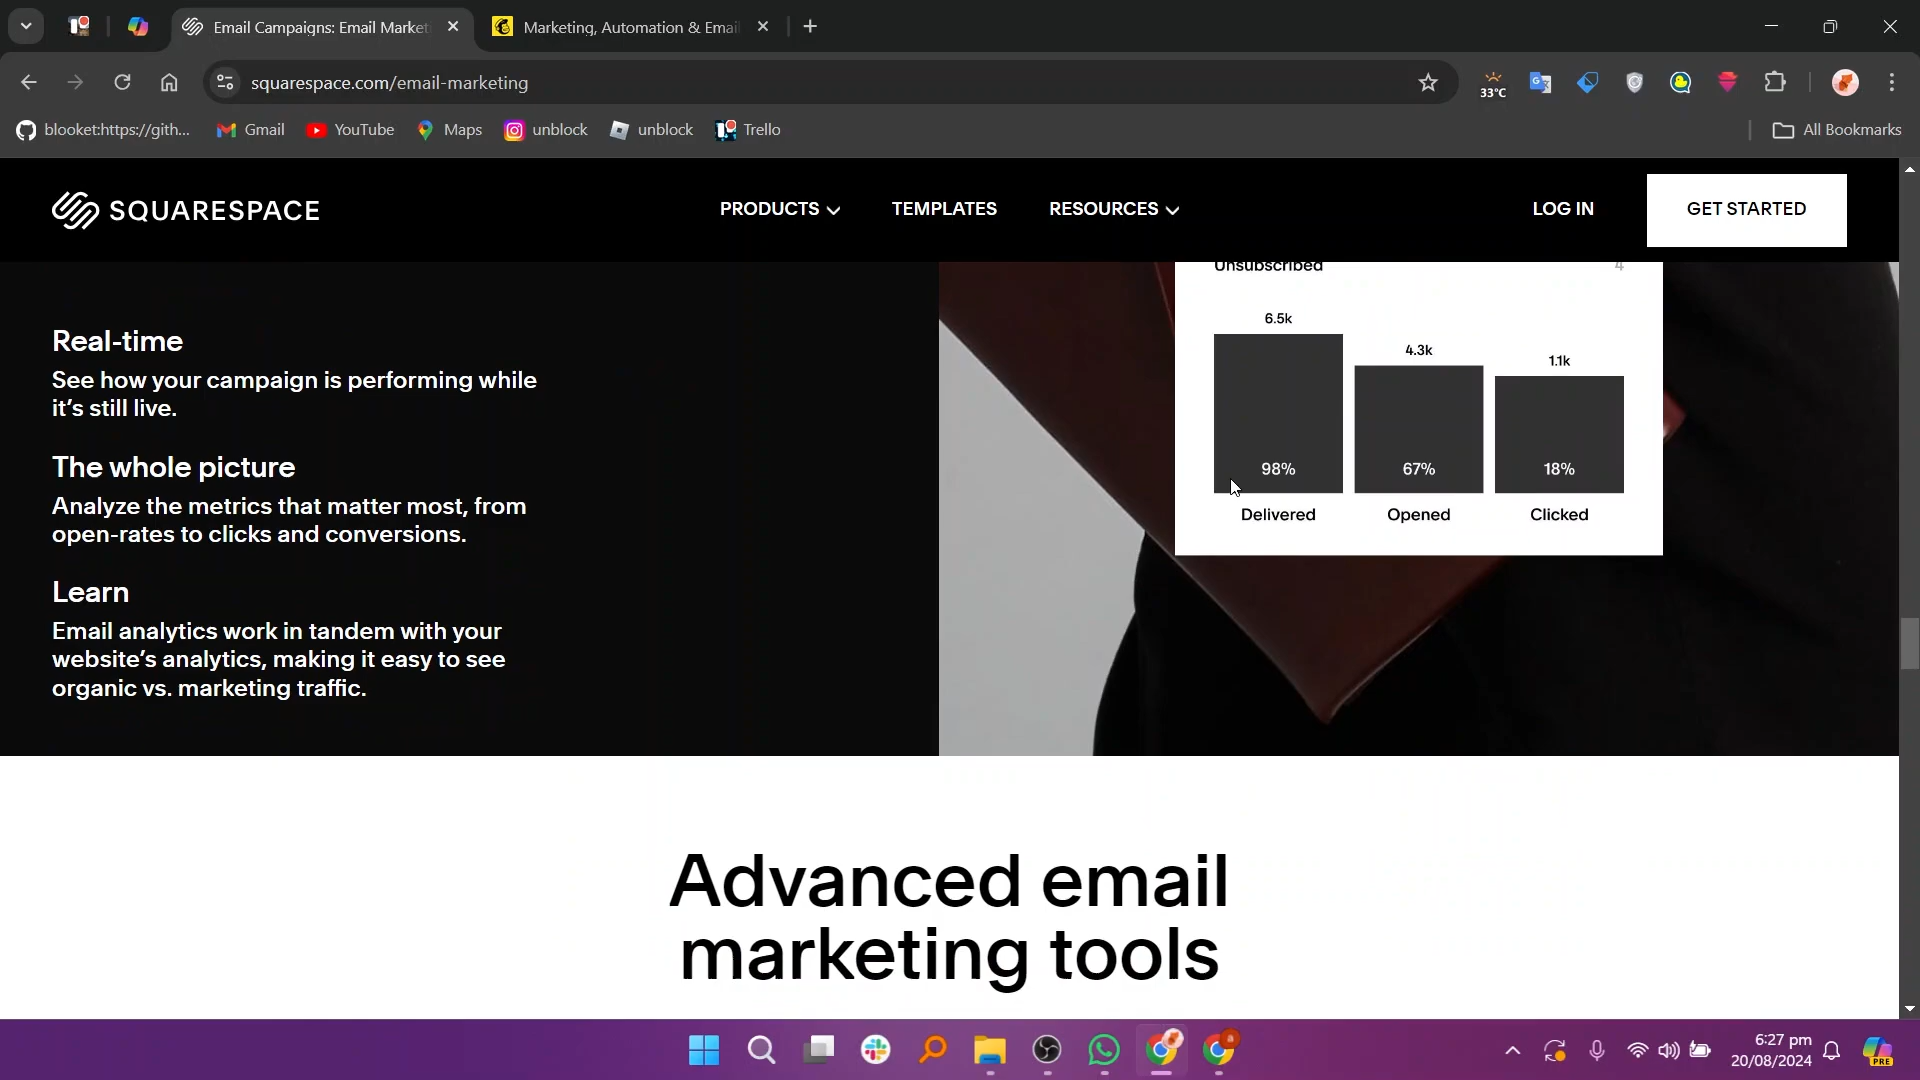 Email Campaigns: Email Market
Marketing, Automation & Email
squarespace.com/email-marketing
33°C
blooket:https://gith...
Gmail
YouTube
Maps
unblock
unblock
Trello
All Bookmarks
SQUARESPACE
PRODUCTS
TEMPLATES
RESOURCES
LOG IN
GET STARTED
Unsubscribed
4
6.5k
4.3k
1.1k
98%
67%
18%
Delivered
Opened
Clicked
Real-time
See how your campaign is performing while
it's still live.
The whole picture
Analyze the metrics that matter most, from
open-rates to clicks and conversions.
Learn
Email analytics work in tandem with your
website's analytics, making it easy to see
organic vs. marketing traffic.
Advanced email
marketing tools
6:27 pm
20/08/2024
PRE